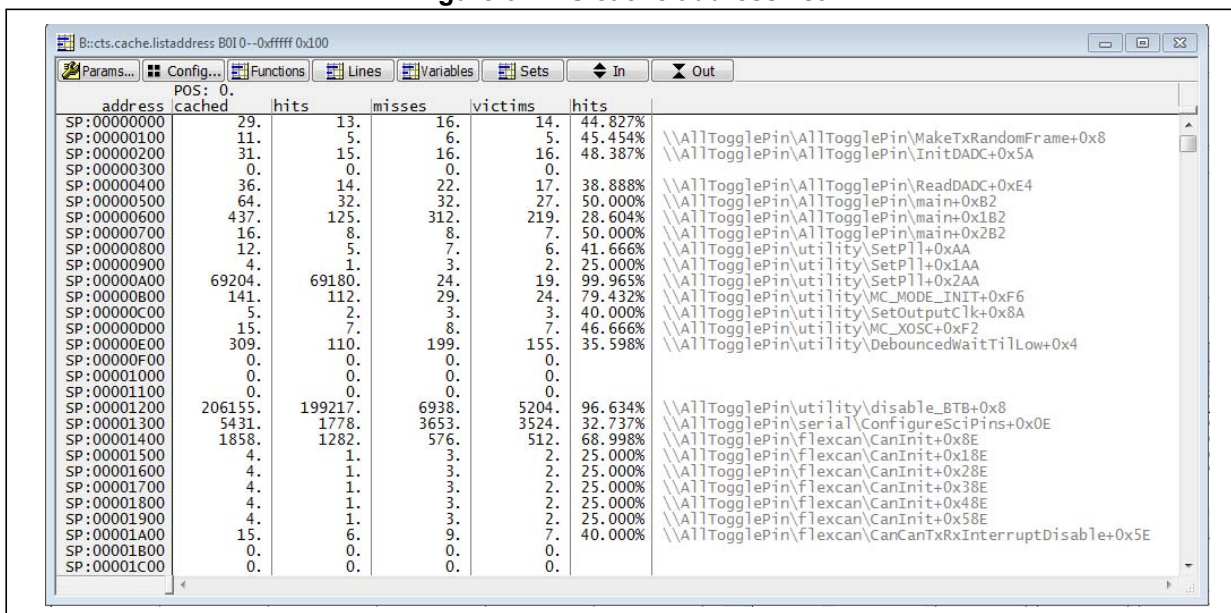 B::cts.cache.listaddress B0I 0--0xfffff 0x100
Params... Config... Functions Lines Variables Sets In Out
POS: 0.
address cached hits misses victims hits
SP:00000000 29. 13. 16. 14. 44.827%
SP:00000100 11. 5. 6. 5. 45.454% \\AllTogglePin\AllTogglePin\MakeTxRandomFrame+0x8
SP:00000200 31. 15. 16. 16. 48.387% \\AllTogglePin\AllTogglePin\InitDADC+0x5A
SP:00000300 0. 0. 0. 0.
SP:00000400 36. 14. 22. 17. 38.888% \\AllTogglePin\AllTogglePin\ReadDADC+0xE4
SP:00000500 64. 32. 32. 27. 50.000% \\AllTogglePin\AllTogglePin\main+0xB2
SP:00000600 437. 125. 312. 219. 28.604% \\AllTogglePin\AllTogglePin\main+0x1B2
SP:00000700 16. 8. 8. 7. 50.000% \\AllTogglePin\AllTogglePin\main+0x2B2
SP:00000800 12. 5. 7. 6. 41.666% \\AllTogglePin\utility\SetPll+0xAA
SP:00000900 4. 1. 3. 2. 25.000% \\AllTogglePin\utility\SetPll+0x1AA
SP:00000A00 69204. 69180. 24. 19. 99.965% \\AllTogglePin\utility\SetPll+0x2AA
SP:00000B00 141. 112. 29. 24. 79.432% \\AllTogglePin\utility\MC_MODE_INIT+0xF6
SP:00000C00 5. 2. 3. 3. 40.000% \\AllTogglePin\utility\SetOutputClk+0x8A
SP:00000D00 15. 7. 8. 7. 46.666% \\AllTogglePin\utility\MC_XOSC+0xF2
SP:00000E00 309. 110. 199. 155. 35.598% \\AllTogglePin\utility\DebouncedWaitTilLow+0x4
SP:00000F00 0. 0. 0. 0.
SP:00001000 0. 0. 0. 0.
SP:00001100 0. 0. 0. 0.
SP:00001200 206155. 199217. 6938. 5204. 96.634% \\AllTogglePin\utility\disable_BTB+0x8
SP:00001300 5431. 1778. 3653. 3524. 32.737% \\AllTogglePin\serial\ConfigureSciPins+0x0E
SP:00001400 1858. 1282. 576. 512. 68.998% \\AllTogglePin\flexcan\CanInit+0x8E
SP:00001500 4. 1. 3. 2. 25.000% \\AllTogglePin\flexcan\CanInit+0x18E
SP:00001600 4. 1. 3. 2. 25.000% \\AllTogglePin\flexcan\CanInit+0x28E
SP:00001700 4. 1. 3. 2. 25.000% \\AllTogglePin\flexcan\CanInit+0x38E
SP:00001800 4. 1. 3. 2. 25.000% \\AllTogglePin\flexcan\CanInit+0x48E
SP:00001900 4. 1. 3. 2. 25.000% \\AllTogglePin\flexcan\CanInit+0x58E
SP:00001A00 15. 6. 9. 7. 40.000% \\AllTogglePin\flexcan\CanCanTxRxInterruptDisable+0x5E
SP:00001B00 0. 0. 0. 0.
SP:00001C00 0. 0. 0. 0.